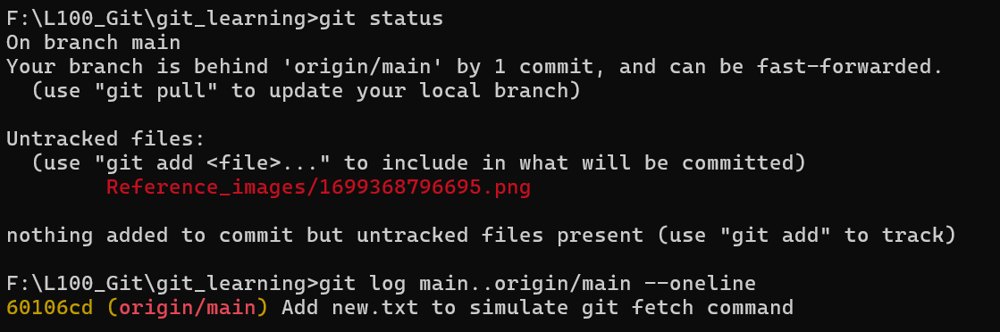 F:\L100_Git\git_learning>git status
On branch main
Your branch is behind 'origin/main' by 1 commit, and can be fast-forwarded.
  (use "git pull" to update your local branch)

Untracked files:
  (use "git add <file>..." to include in what will be committed)
        Reference_images/1699368796695.png

nothing added to commit but untracked files present (use "git add" to track)

F:\L100_Git\git_learning>git log main..origin/main --oneline
60106cd (origin/main) Add new.txt to simulate git fetch command